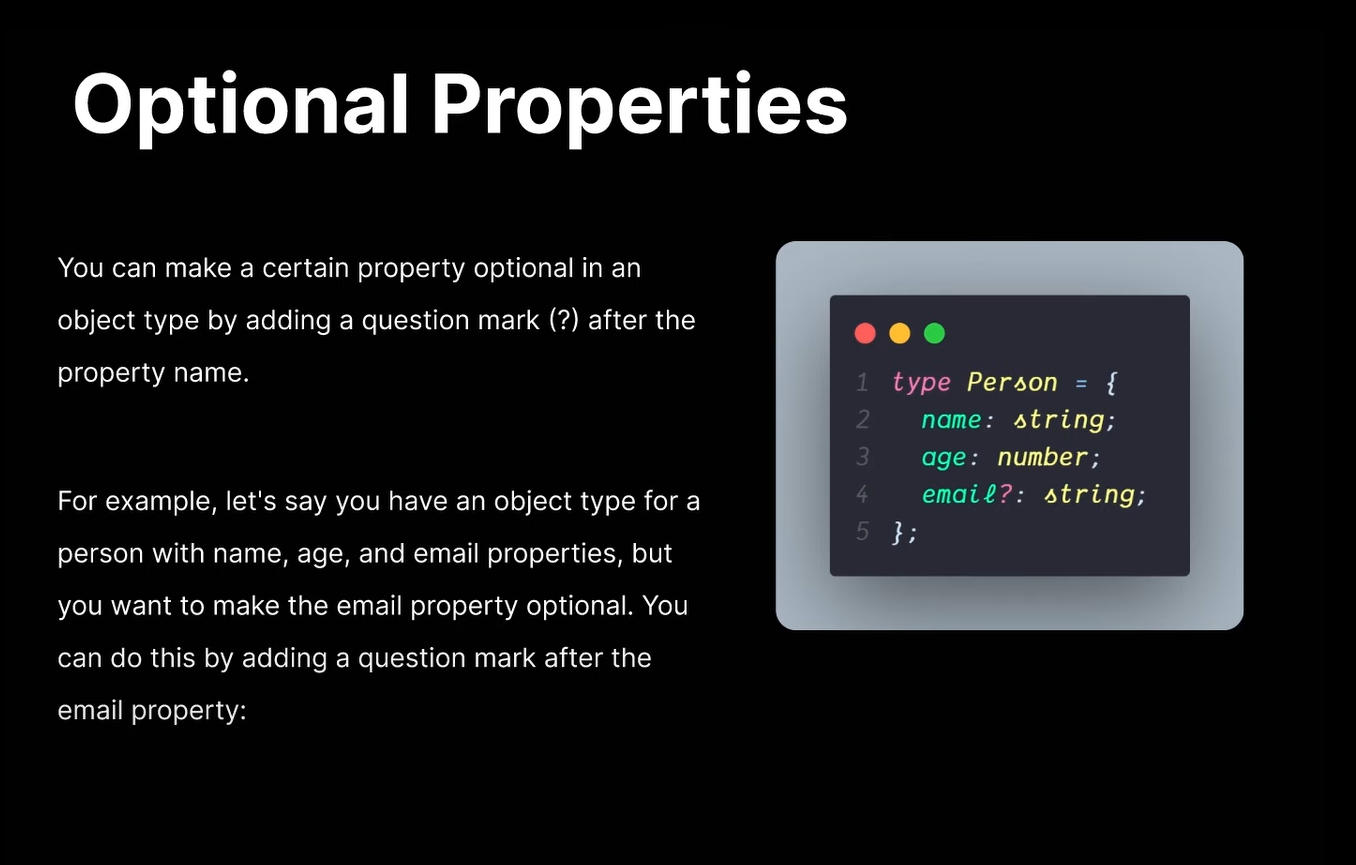 Optional Properties
You can make a certain property optional in an
object type by adding a question mark (?) after the
property name.
For example, let's say you have an object type for a
person with name, age, and email properties, but
you want to make the email property optional. You
can do this by adding a question mark after the
email property:
1 type Person = {
2 name: string;
3 age: number;
4 email?: string;
5 };